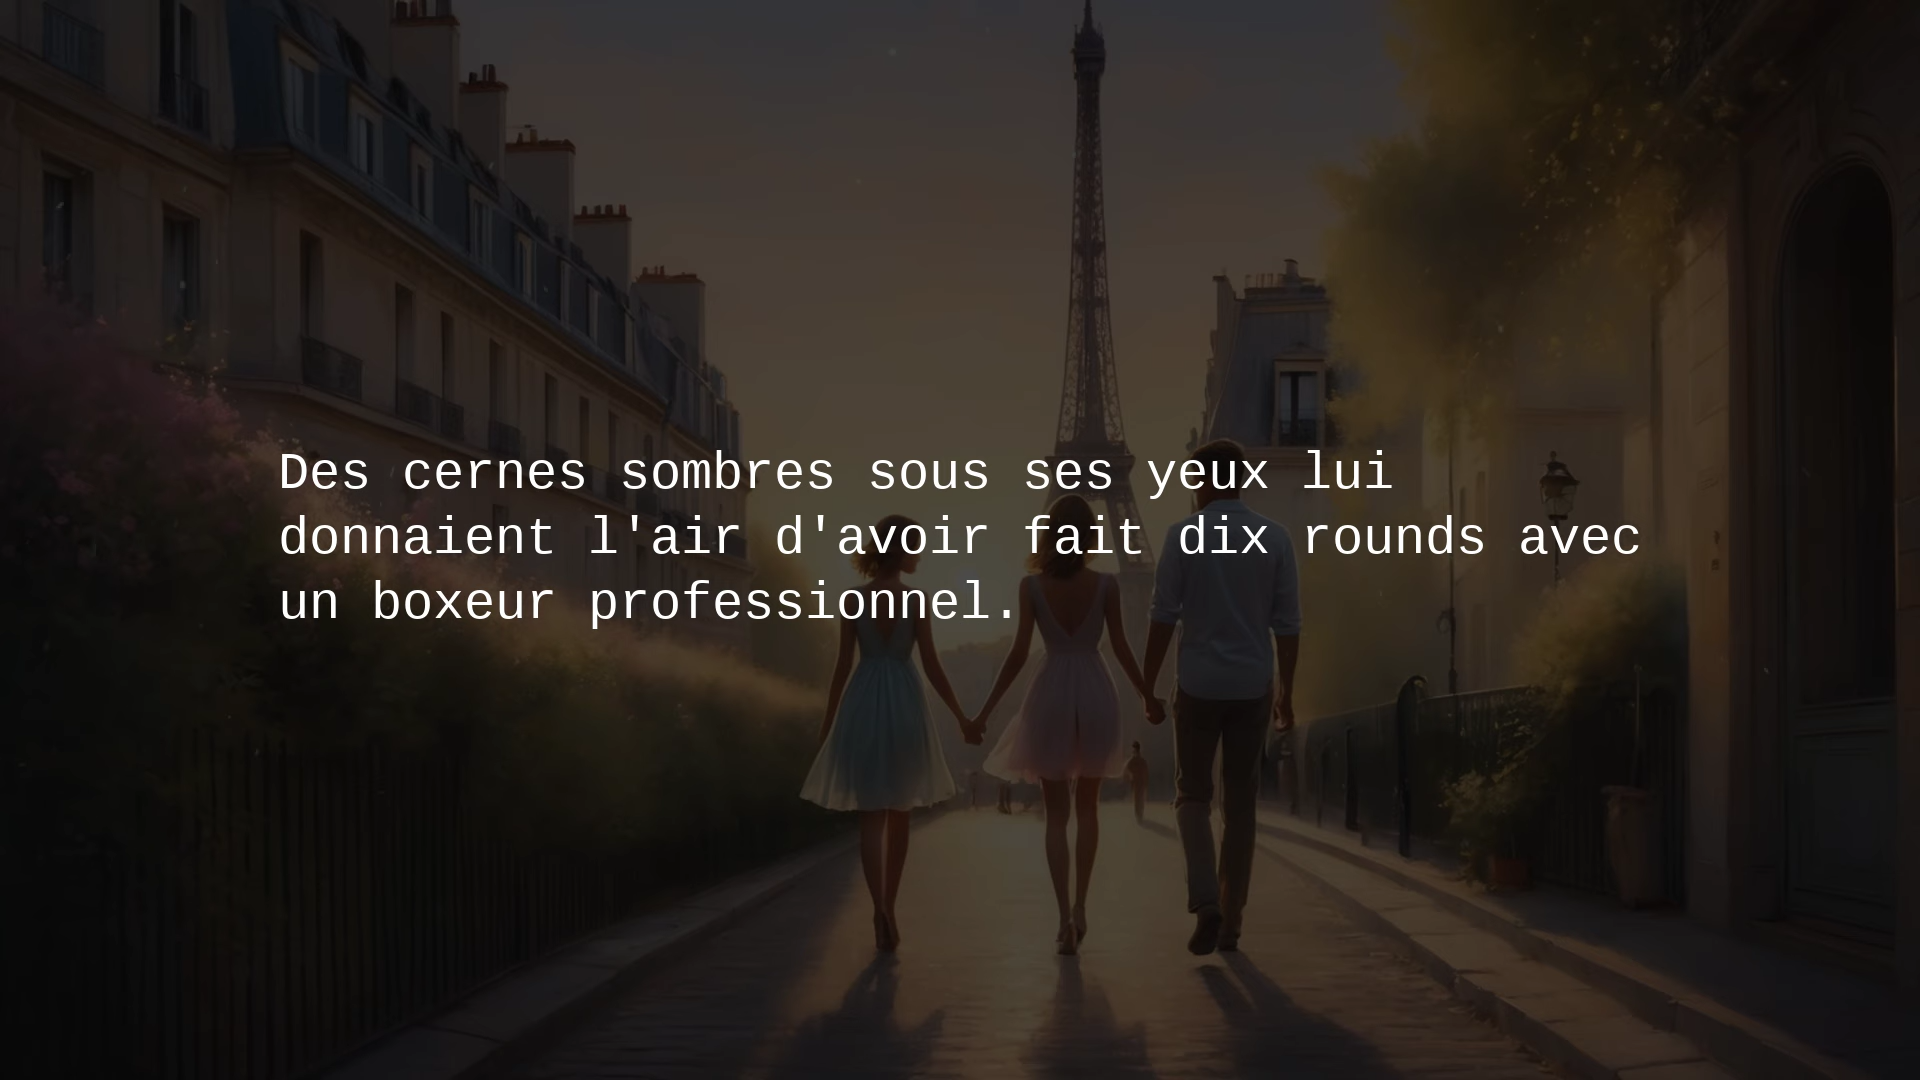 Des cernes sombres sous ses yeux lui
donnaient l'air d'avoir fait dix rounds avec
un boxeur professionnel.